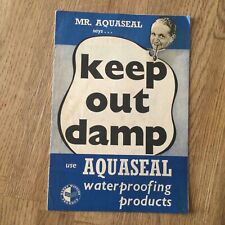 MR. AQUASEAL
says...
keep
out
damp
use AQUASEAL
waterproofing
products